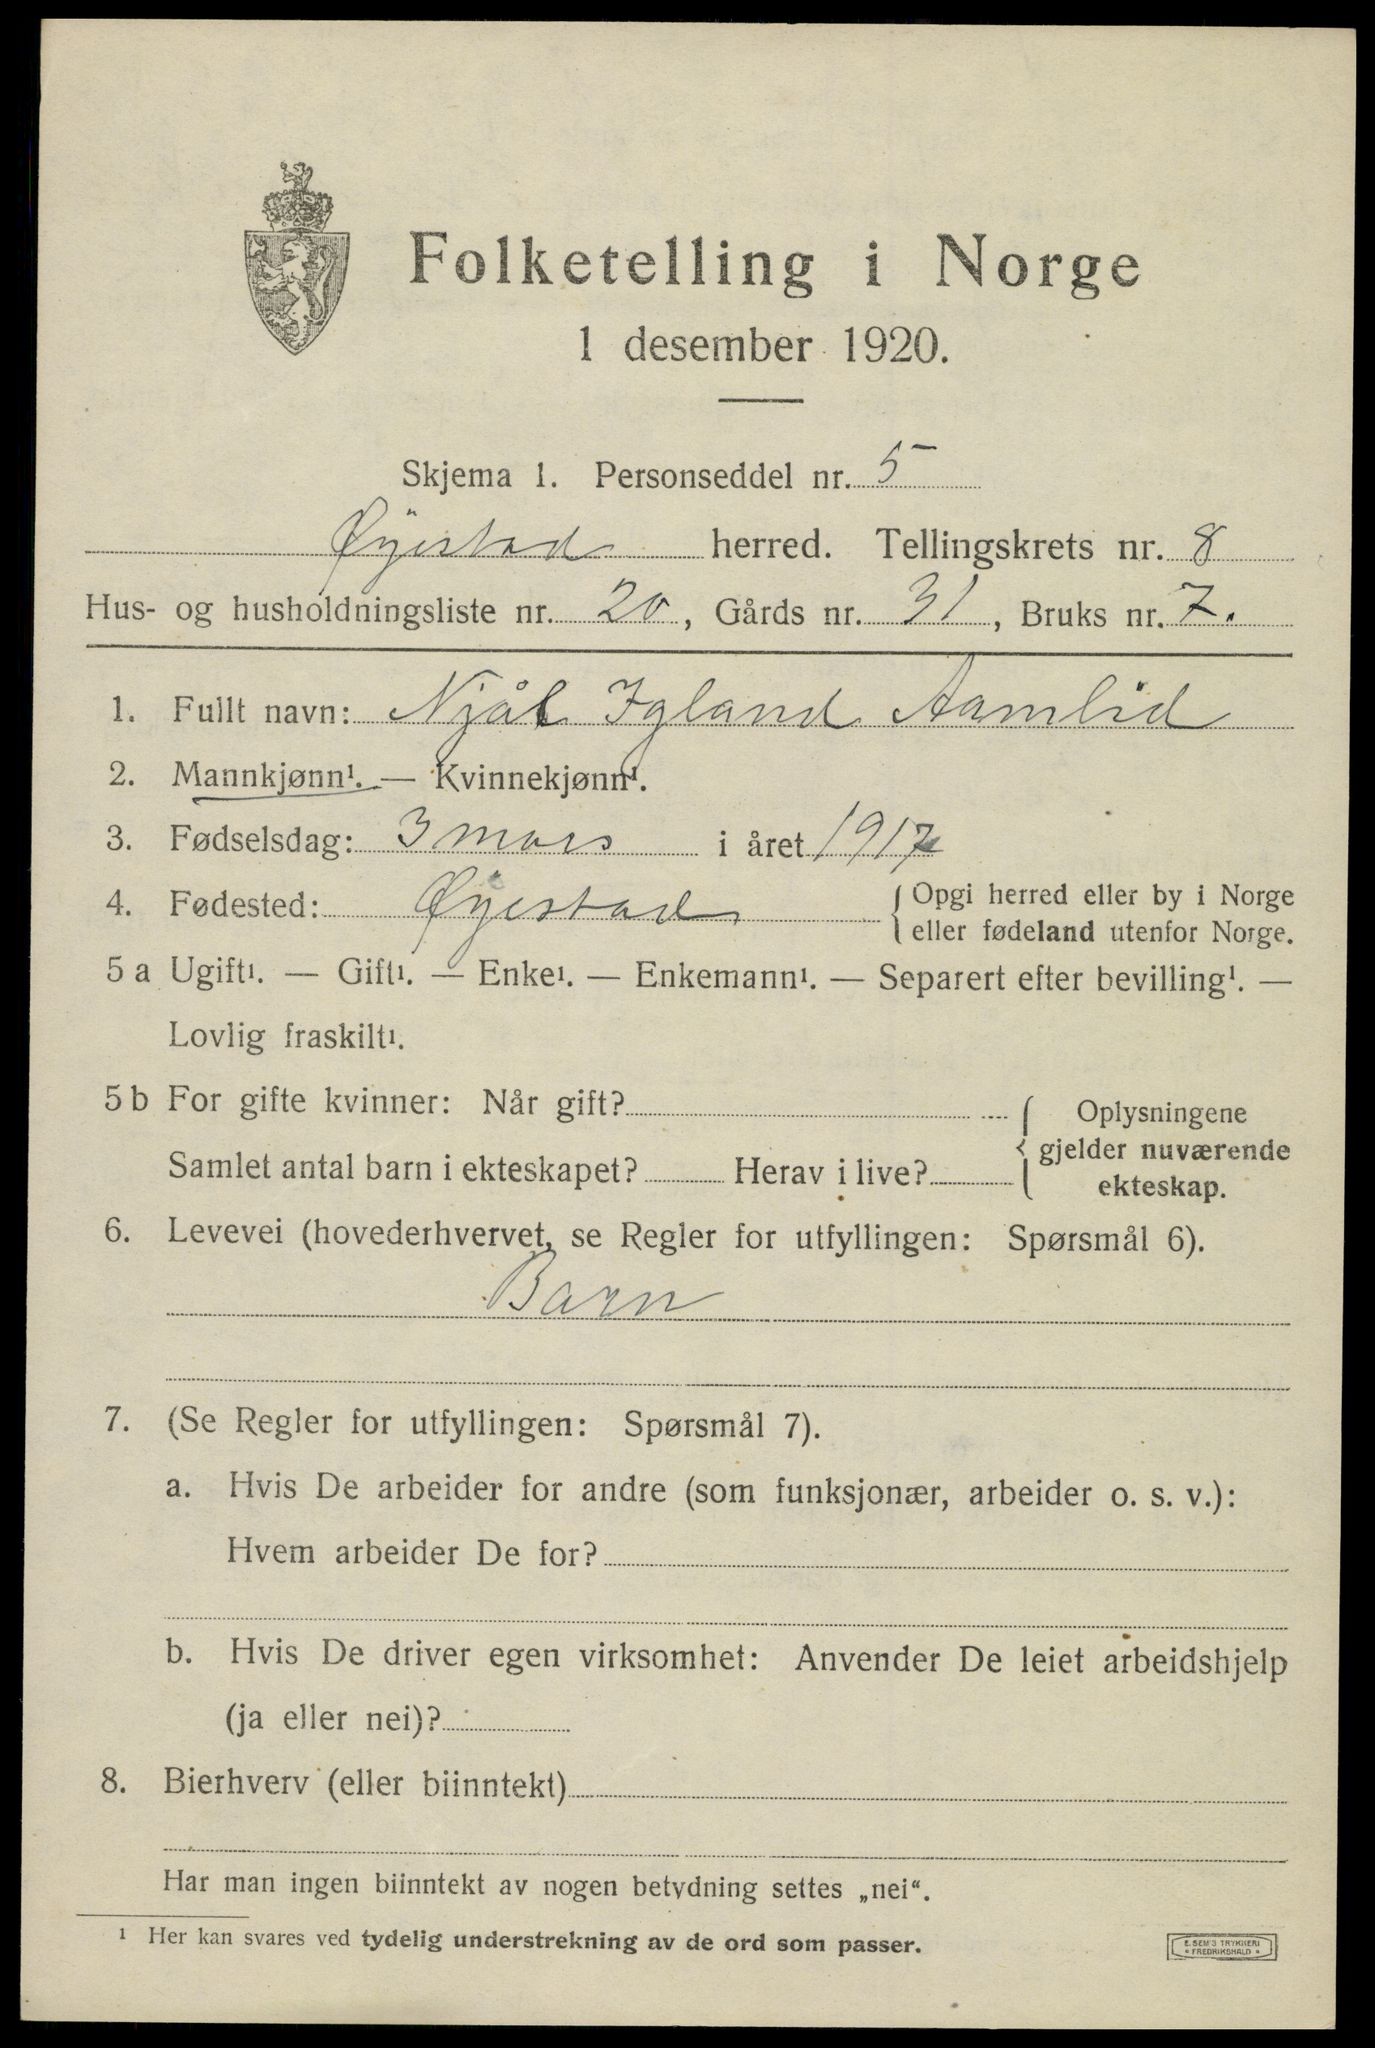 Folketelling i Norge
1 desember 1920.
Skjema 1. Personseddel nr. 5
Øyestad herred. Tellingskrets nr. 8
Hus- og husholdningsliste nr. 20, Gårds nr. 31, Bruks nr. 7.
1. Fullt navn: Njål Igland Aamlid
2. Mannkjønn¹. — Kvinnekjønn¹.
3. Fødselsdag: 3 mars i året 1917
4. Fødested: Øyestad { Opgi herred eller by i Norge
eller fødeland utenfor Norge.
5 a Ugift¹. — Gift¹. — Enke¹. — Enkemann¹. — Separert efter bevilling¹. —
Lovlig fraskilt¹.
5 b For gifte kvinner: Når gift? { Oplysningene
gjelder nuværende
Samlet antal barn i ekteskapet? Herav i live? ekteskap.
6. Levevei (hovederhvervet, se Regler for utfyllingen: Spørsmål 6).
Barn
7. (Se Regler for utfyllingen: Spørsmål 7).
a. Hvis De arbeider for andre (som funksjonær, arbeider o. s. v.):
Hvem arbeider De for?
b. Hvis De driver egen virksomhet: Anvender De leiet arbeidshjelp
(ja eller nei)?
8. Bierhverv (eller biinntekt)
Har man ingen biinntekt av nogen betydning settes „nei“.
¹ Her kan svares ved tydelig understrekning av de ord som passer.
E. SEM'S TRYKKERI
FREDRIKSHALD